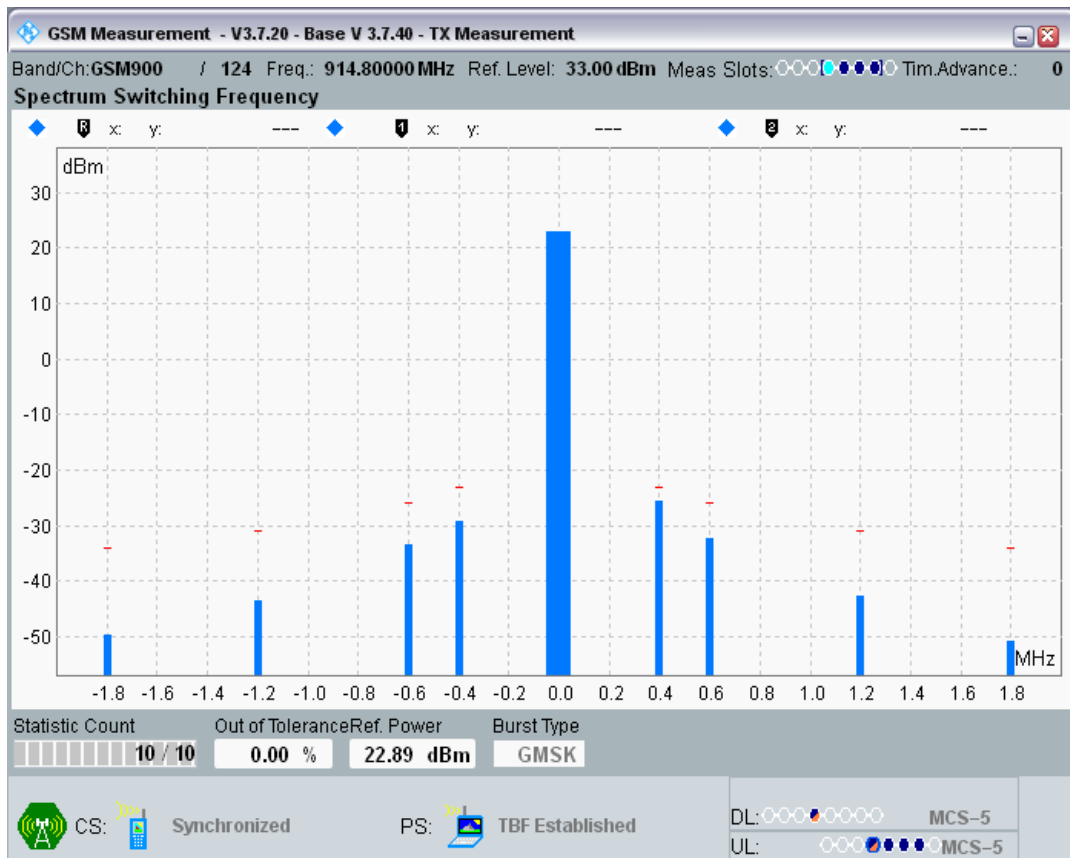 GSM Measurement - V3.7.20 - Base V 3.7.40 - TX Measurement
Band/Ch:GSM900 / 124 Freq.: 914.80000 MHz Ref. Level: 33.00 dBm Meas Slots: Tim.Advance.: 0
Spectrum Switching Frequency
R x: y: --- 1 x: y: --- 2 x: y: ---
dBm
30
20
10
0
-10
-20
-30
-40
-50
MHz
-1.8 -1.6 -1.4 -1.2 -1.0 -0.8 -0.6 -0.4 -0.2 0.0 0.2 0.4 0.6 0.8 1.0 1.2 1.4 1.6 1.8
Statistic Count Out of Tolerance Ref. Power Burst Type
10 / 10 0.00 % 22.89 dBm GMSK
CS: Synchronized PS: TBF Established DL: MCS-5
UL: MCS-5